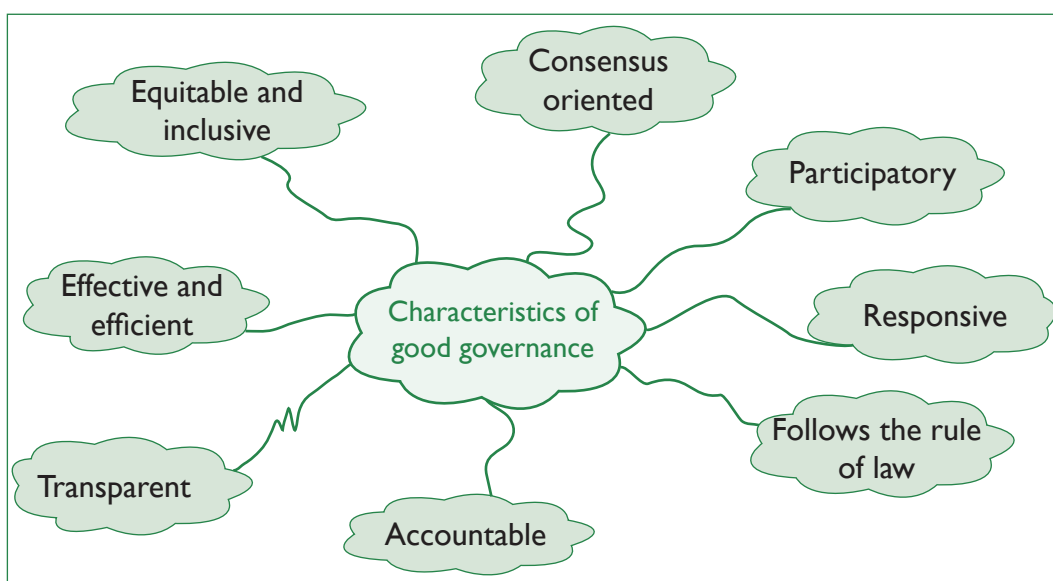 Equitable and
inclusive
Consensus
oriented
Participatory
Effective and
efficient
Characteristics of
good governance
Responsive
Follows the rule
of law
Transparent
Accountable